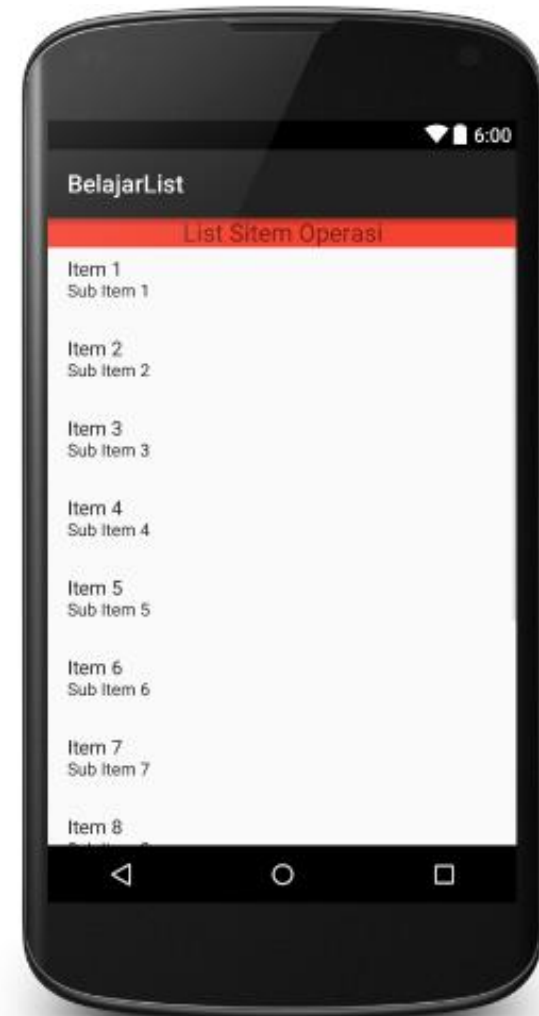 6:00
BelajarList
List Sitem Operasi
Item 1
Sub Item 1
Item 2
Sub Item 2
Item 3
Sub Item 3
Item 4
Sub Item 4
Item 5
Sub Item 5
Item 6
Sub Item 6
Item 7
Sub Item 7
Item 8